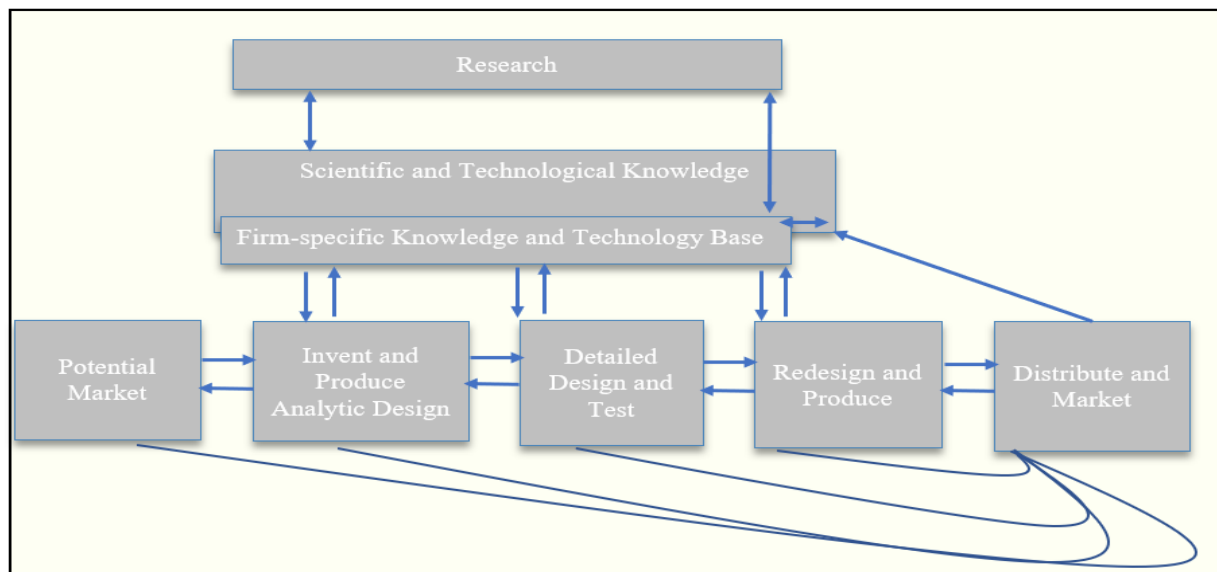 Research
Scientific and Technological Knowledge
Firm-specific Knowledge and Technology Base
Potential
Market
Invent and
Produce
Analytic Design
Detailed
Design and
Test
Redesign and
Produce
Distribute and
Market